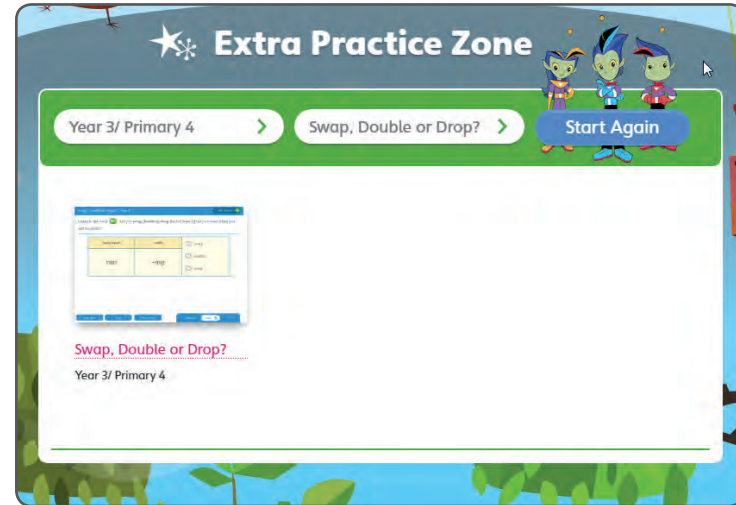 Extra Practice Zone
Year 3/ Primary 4
Swap, Double or Drop?
Start Again
Swap, Double or Drop?
Year 3/ Primary 4